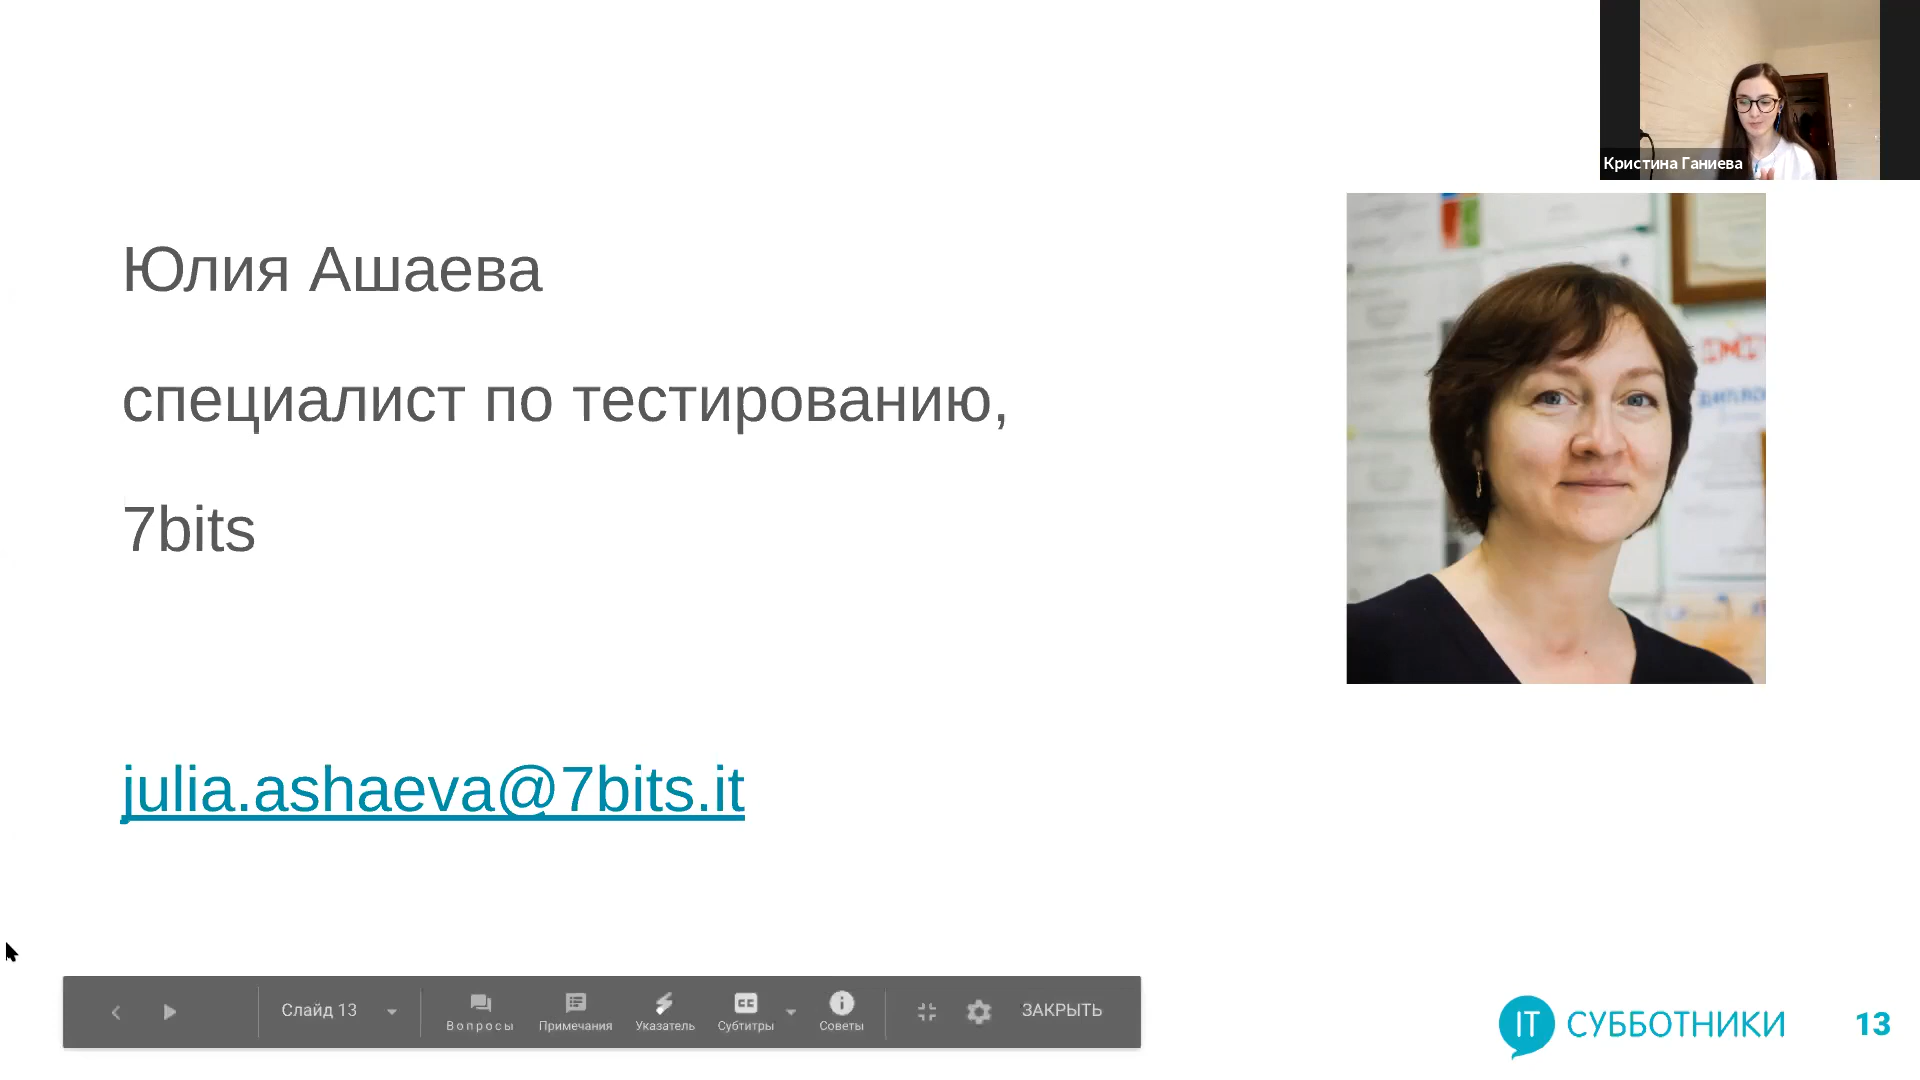 Кристина Ганиева
Юлия Ашаева
специалист по тестированию,
7bits
julia.ashaeva@7bits.it
Слайд 13
Вопросы
Примечания
Указатель
Субтитры
Советы
ЗАКРЫТЬ
IT СУББОТНИКИ
13